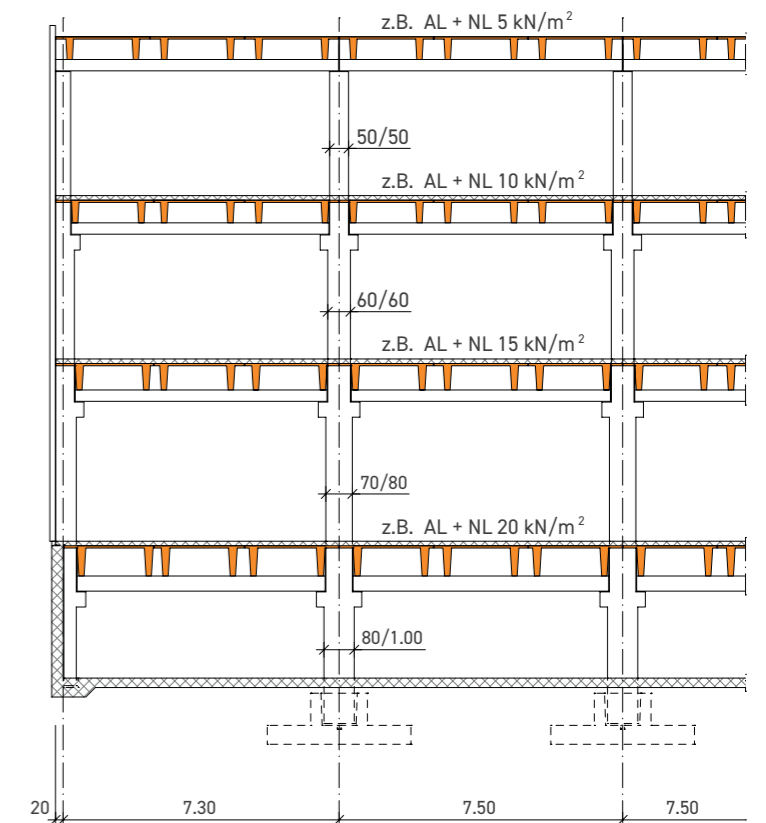 z.B. AL + NL 5 kN/m²
50/50
z.B. AL + NL 10 kN/m²
60/60
z.B. AL + NL 15 kN/m²
70/80
z.B. AL + NL 20 kN/m²
80/1.00
20 7.30 7.50 7.50